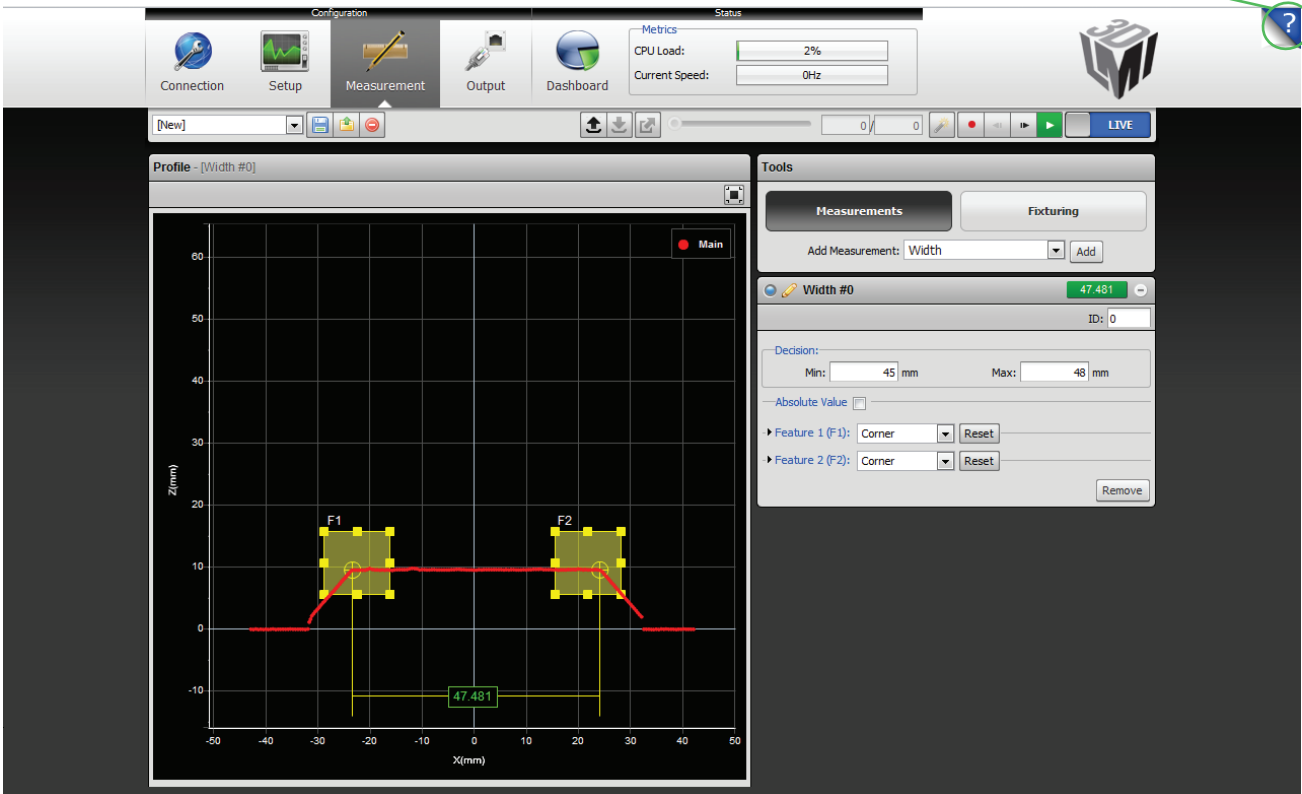 Configuration
Status
?
Connection
Setup
Measurement
Output
Dashboard
Metrics
CPU Load: 2%
Current Speed: 0Hz
3D
LMI
[New]
0/ 0
LIVE
Profile - [Width #0]
Tools
Measurements
Fixturing
Add Measurement: Width Add
Width #0 47.481
ID: 0
Decision:
Min: 45 mm Max: 48 mm
Absolute Value
Feature 1 (F1): Corner Reset
Feature 2 (F2): Corner Reset
Remove
Main
60
50
40
30
20
10
0
-10
Z(mm)
F1
F2
47.481
-50 -40 -30 -20 -10 0 10 20 30 40 50
X(mm)